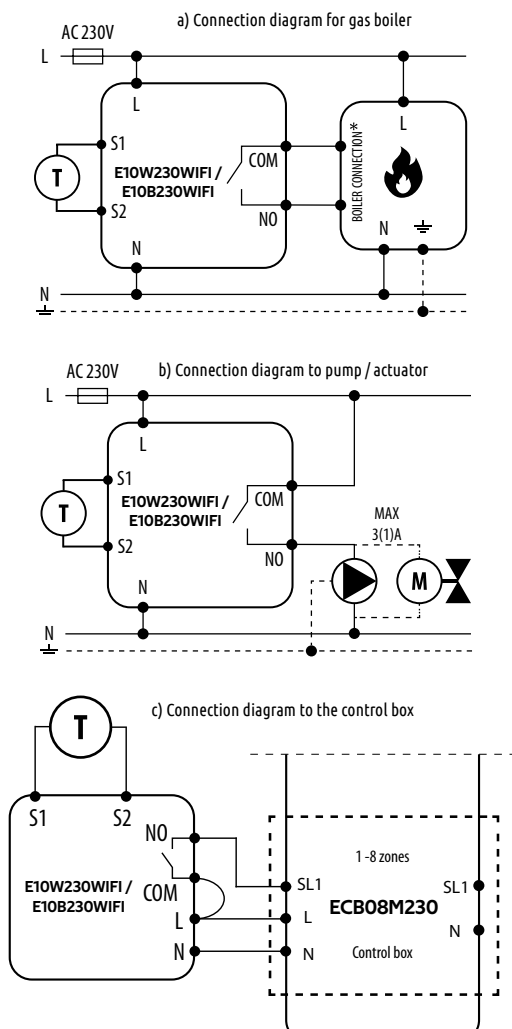 a) Connection diagram for gas boiler
AC 230V
L
L
L
S1
T
S2
E10W230WIFI /
E10B230WIFI
COM
NO
BOILER CONNECTION*
N
N
N
b) Connection diagram to pump / actuator
AC 230V
L
L
S1
T
S2
E10W230WIFI /
E10B230WIFI
COM
NO
MAX
3(1)A
M
N
N
c) Connection diagram to the control box
T
S1
S2
NO
E10W230WIFI /
E10B230WIFI
COM
L
N
1 -8 zones
SL1
SL1
ECB08M230
L
N
N
Control box